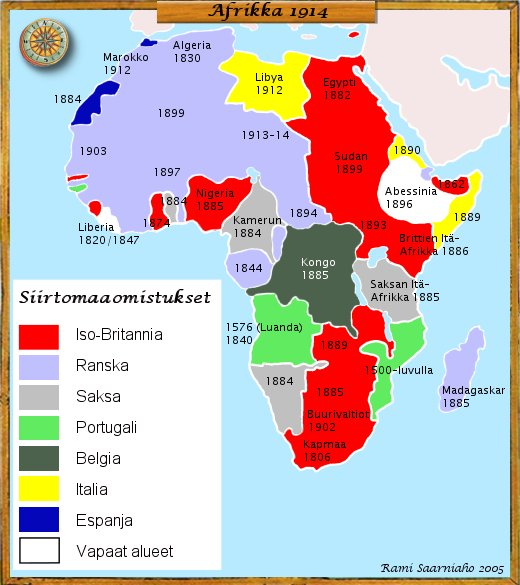 Afrikka 1914
Algeria
1830
Marokko
1912
Libya
1912
Egypti
1882
1884
1899
1913-14
1903
1897
Sudan
1899
1890
1862
Abessinia
1896
1889
Nigeria
1885
1884
1874
Liberia
1820/1847
Kamerun
1884
1894
1893
Brittien Itä-
Afrikka 1886
1844
Kongo
1885
Saksan Itä-
Afrikka 1885
1576 (Luanda)
1840
1889
1500-luvulla
1884
1885
Madagaskar
1885
Buurivaltiot
1902
Kapmaa
1806
Siirtomaaomistukset
Iso-Britannia
Ranska
Saksa
Portugali
Belgia
Italia
Espanja
Vapaat alueet
Rami Saarniaho 2005